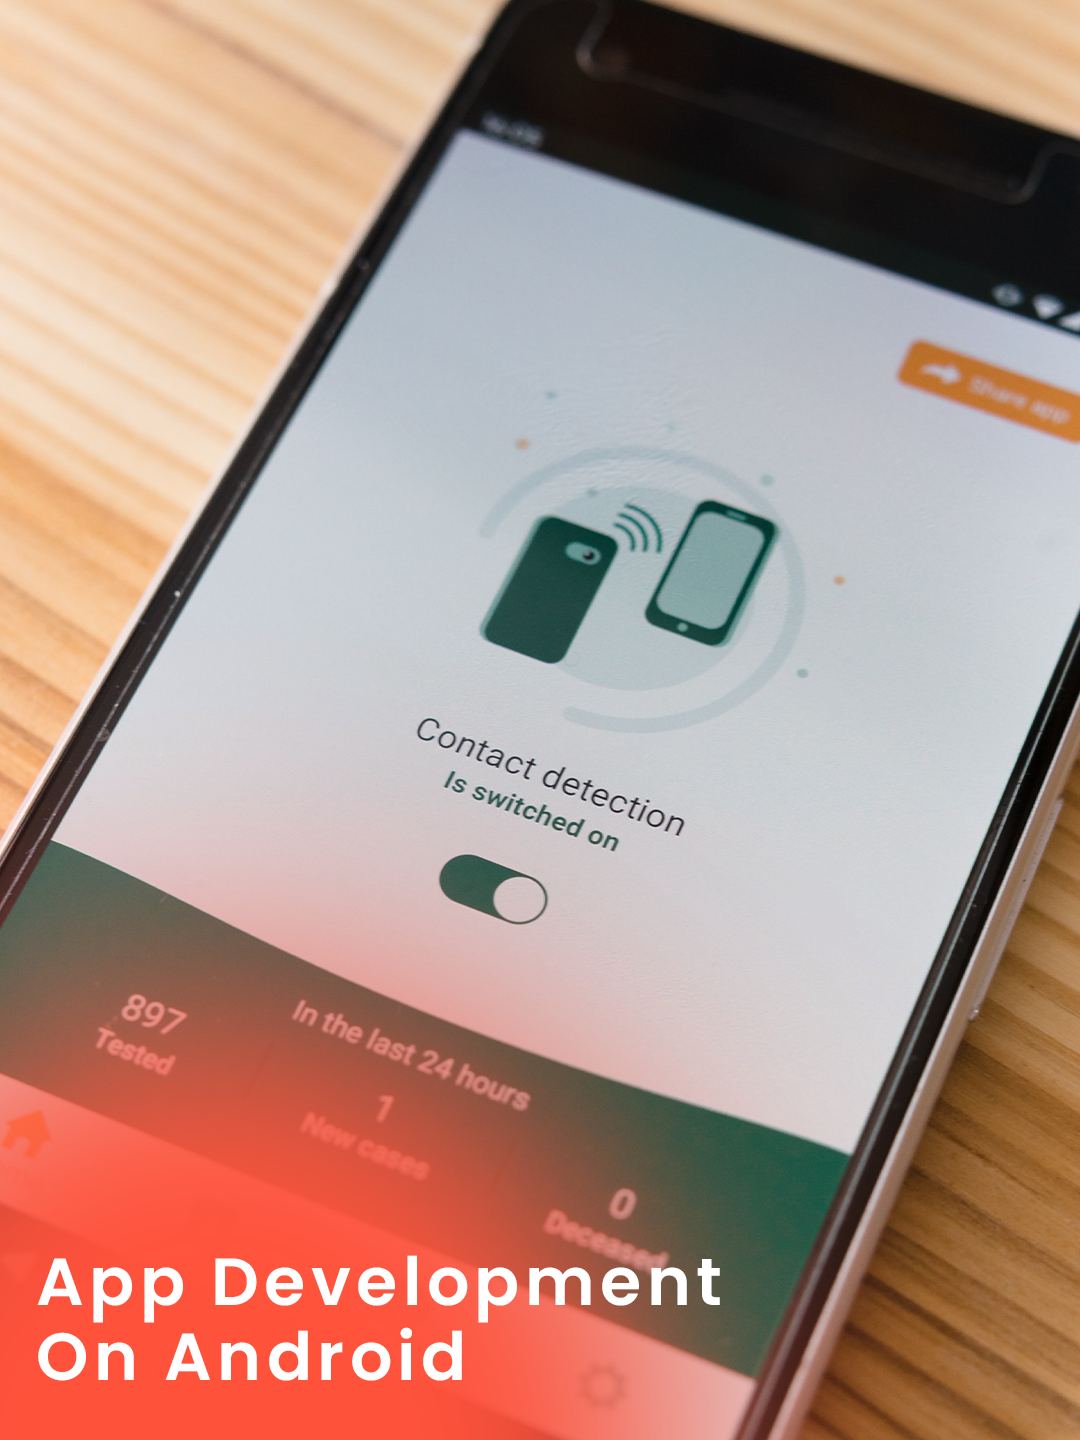 Share app
Contact detection
Is switched on
In the last 24 hours
897
Tested
1
New cases
0
Deceased
App Development
On Android